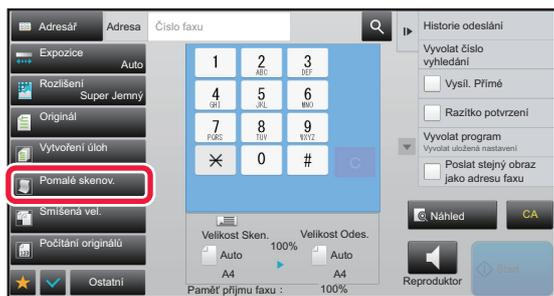 Adresář
Adresa
Číslo faxu
Expozice
Auto
Rozlišení
Super Jemný
Originál
Vytvoření úloh
Pomalé skenov.
Smíšená vel.
Počítání originálů
Ostatní
1
2
ABC
3
DEF
4
GHI
5
JKL
6
MNO
7
PQRS
8
TUV
9
WXYZ
0
#
C
Velikost Sken.
100%
Velikost Odes.
Auto
A4
Auto
A4
Paměť příjmu faxu :
100%
Historie odeslání
Vyvolat číslo
vyhledání
Vysíl. Přímé
Razítko potvrzení
Vyvolat program
Vyvolat uložená nastavení
Poslat stejný obraz
jako adresu faxu
Náhled
CA
Reproduktor
Start